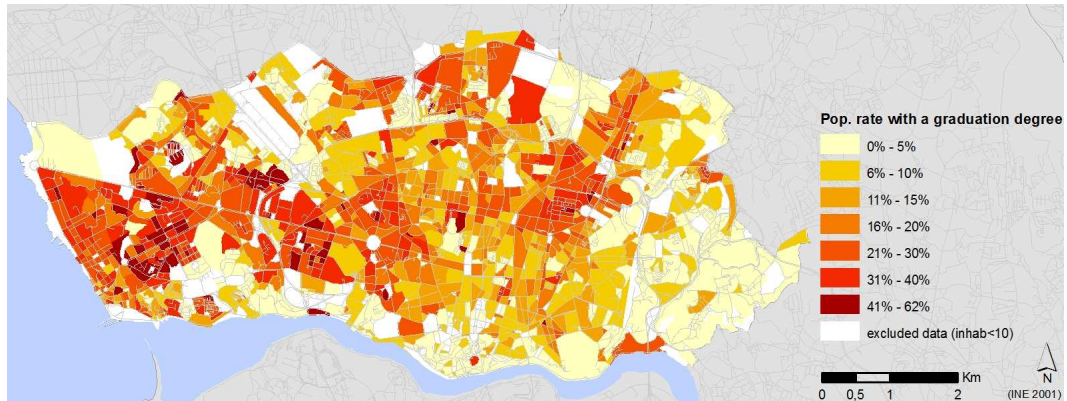 Pop. rate with a graduation degree
0% - 5%
6% - 10%
11% - 15%
16% - 20%
21% - 30%
31% - 40%
41% - 62%
excluded data (inhab<10)
Km
0 0,5 1 2
N
(INE 2001)